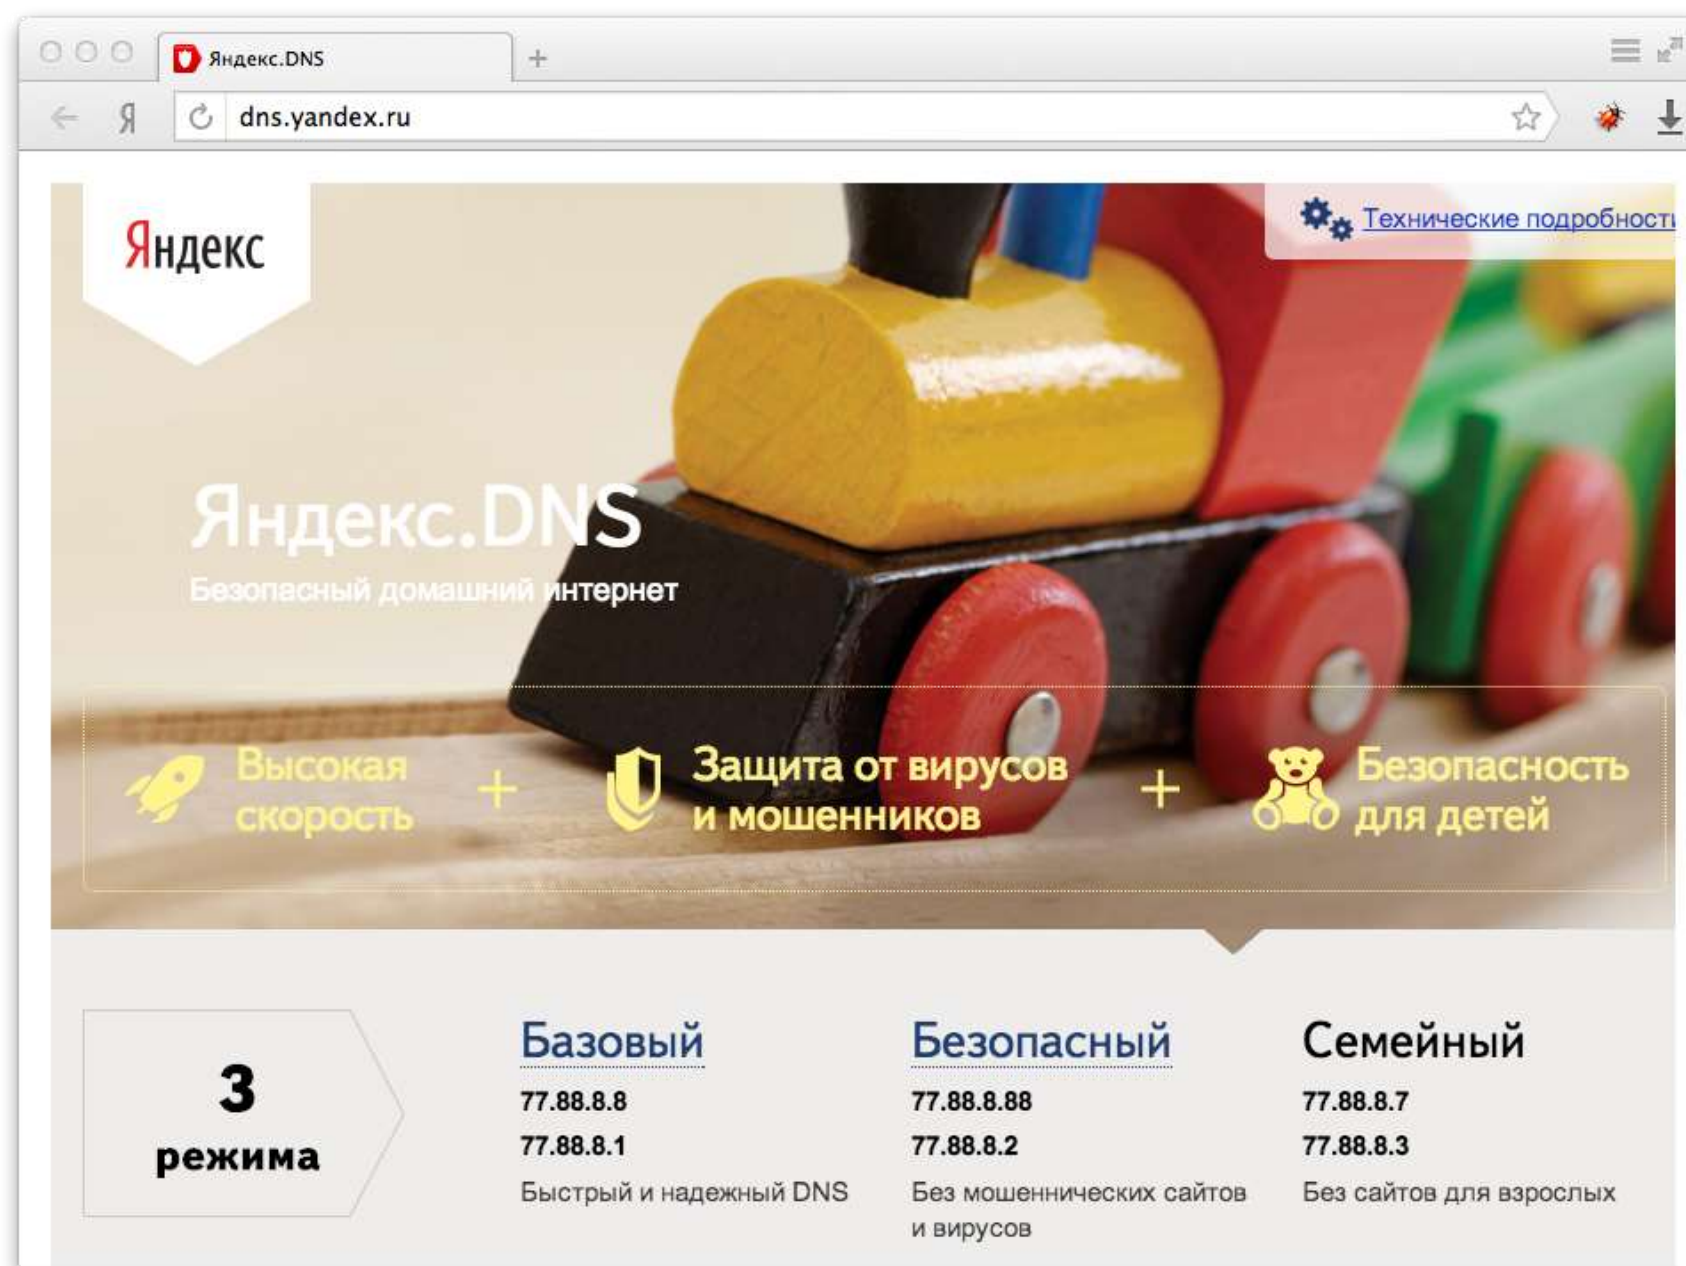 Яндекс.DNS
Я
dns.yandex.ru
Яндекс
Технические подробности
Яндекс.DNS
Безопасный домашний интернет
Высокая
скорость
+
Защита от вирусов
и мошенников
+
Безопасность
для детей
3
режима
Базовый
77.88.8.8
77.88.8.1
Быстрый и надежный DNS
Безопасный
77.88.8.88
77.88.8.2
Без мошеннических сайтов
и вирусов
Семейный
77.88.8.7
77.88.8.3
Без сайтов для взрослых